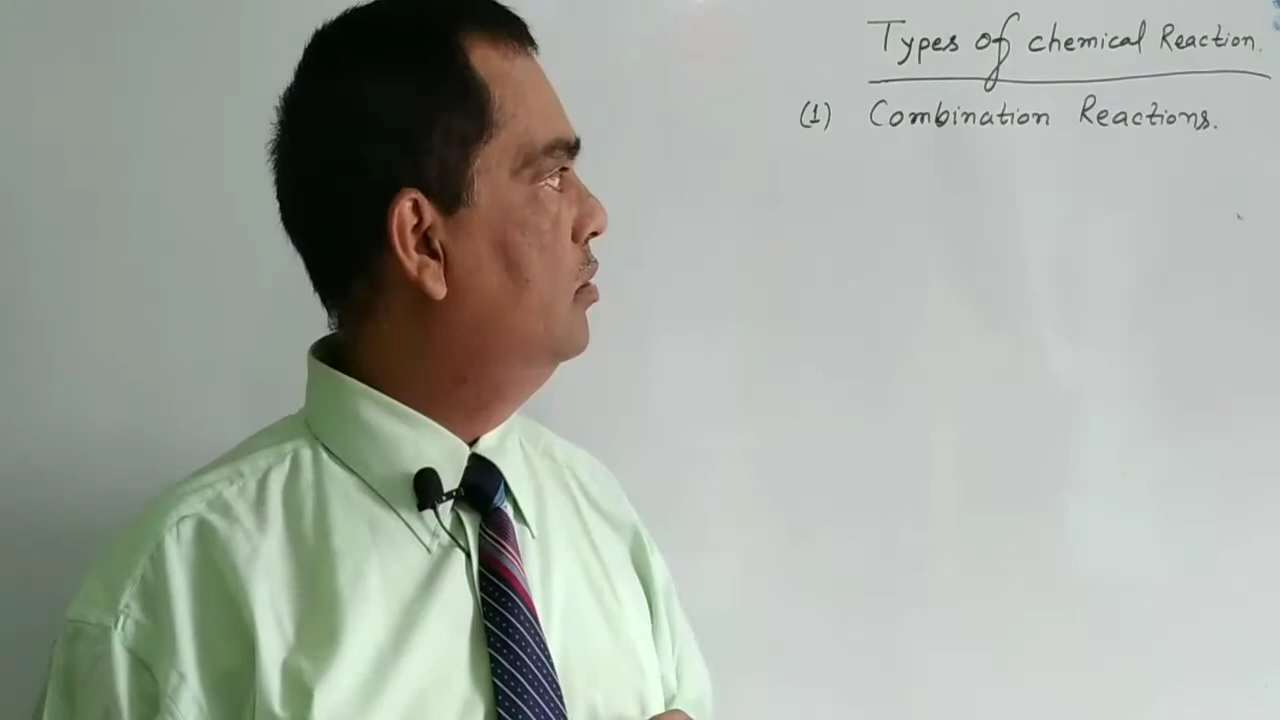 Types of chemical Reaction.
(1) Combination Reactions.